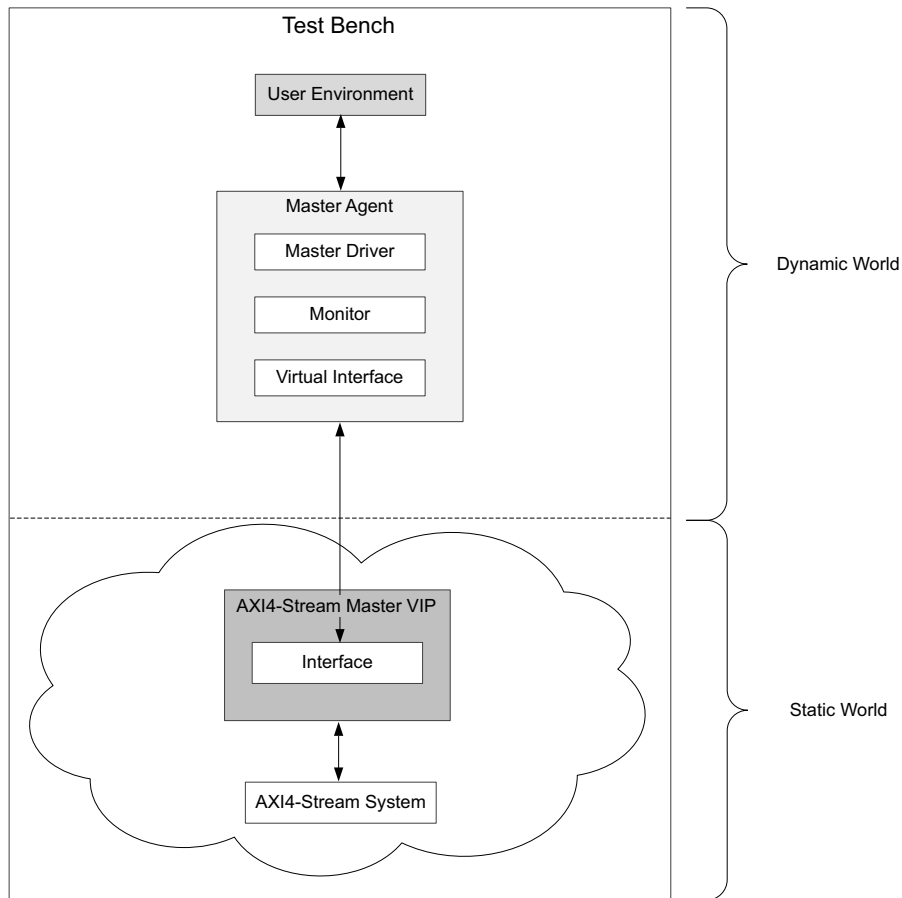 Test Bench
User Environment
Master Agent
Master Driver
Monitor
Virtual Interface
Dynamic World
AXI4-Stream Master VIP
Interface
AXI4-Stream System
Static World